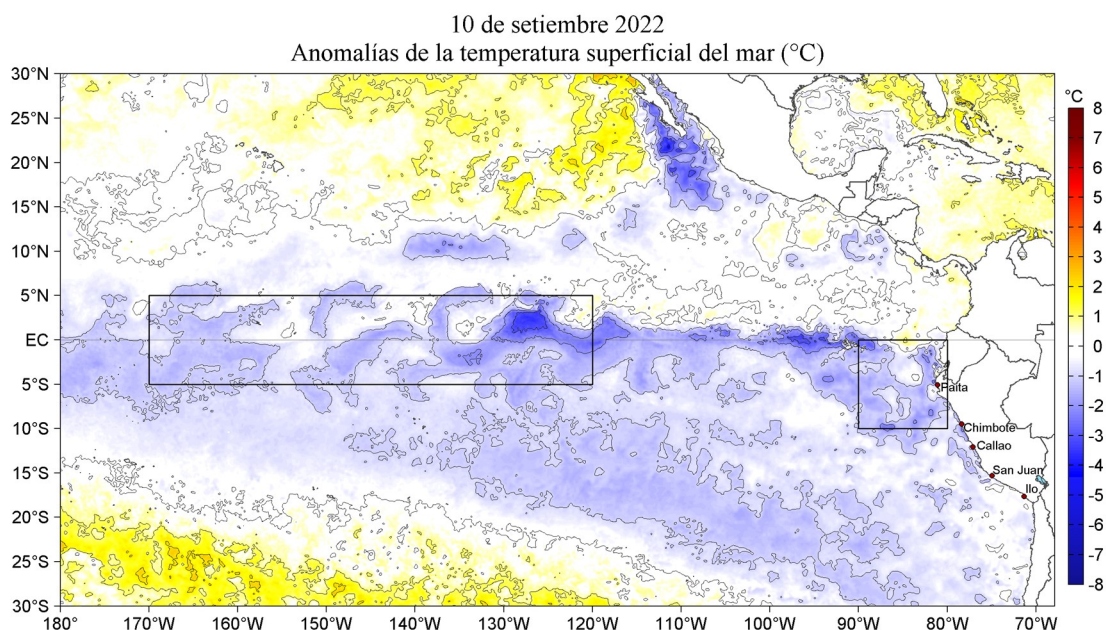 10 de setiembre 2022
Anomalías de la temperatura superficial del mar (°C)
30°N
25°N
20°N
15°N
10°N
5°N
EC
5°S
10°S
15°S
20°S
25°S
30°S
180°W
170°W
160°W
150°W
140°W
130°W
120°W
110°W
100°W
90°W
80°W
70°W
Paita
Chimbote
Callao
San Juan
Ilo
°C
8
7
6
5
4
3
2
1
0
-1
-2
-3
-4
-5
-6
-7
-8